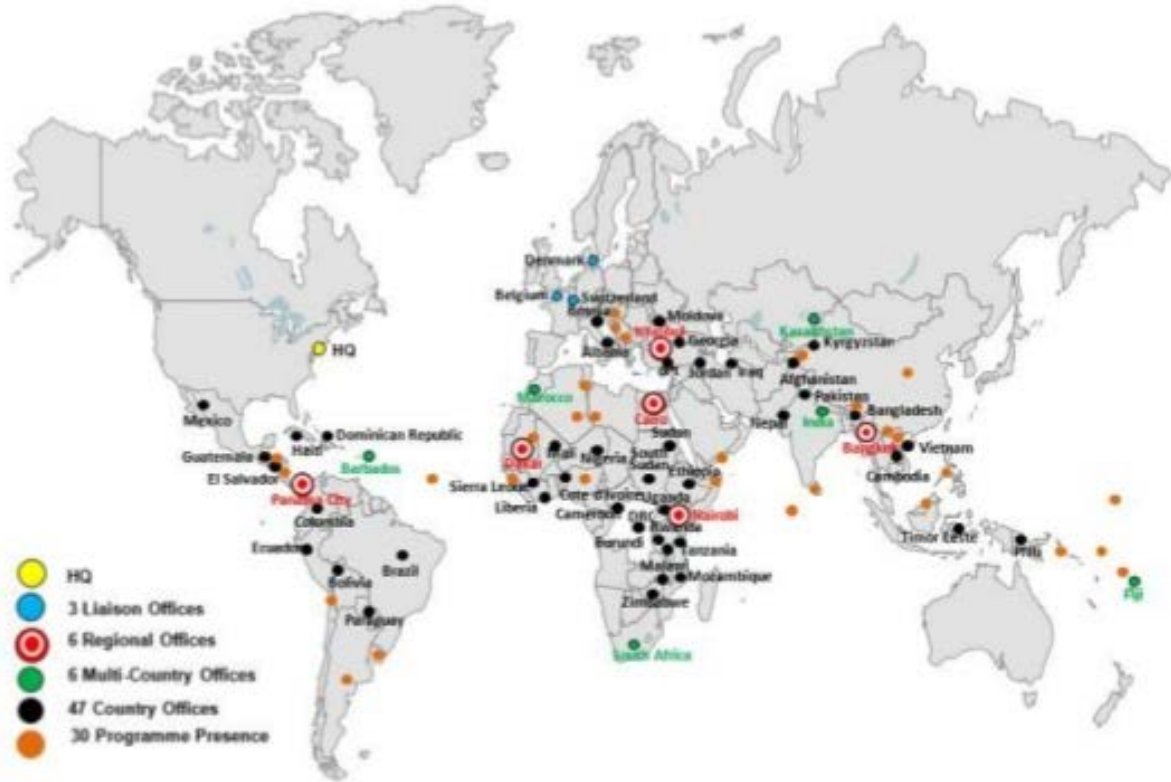 Denmark
Belgium
Switzerland
Moldova
Istanbul
Georgia
Kazakhstan
Kyrgyzstan
HQ
Jordan
Iraq
Afghanistan
Pakistan
Morocco
Cairo
Nepal
India
Bangladesh
Mexico
Haiti
Dominican Republic
Sudan
Bangkok
Vietnam
Guatemala
Barbados
Dakar
Mali
Nigeria
South
Sudan
Ethiopia
Cambodia
El Salvador
Panama City
Sierra Leone
Cote d'Ivoire
Uganda
Liberia
Cameroon
DRC
Nairobi
Colombia
Rwanda
Ecuador
Burundi
Tanzania
Timor Leste
Bolivia
Brazil
Malawi
Mozambique
Fiji
Paraguay
Zimbabwe
South Africa
HQ
3 Liaison Offices
6 Regional Offices
6 Multi-Country Offices
47 Country Offices
30 Programme Presence